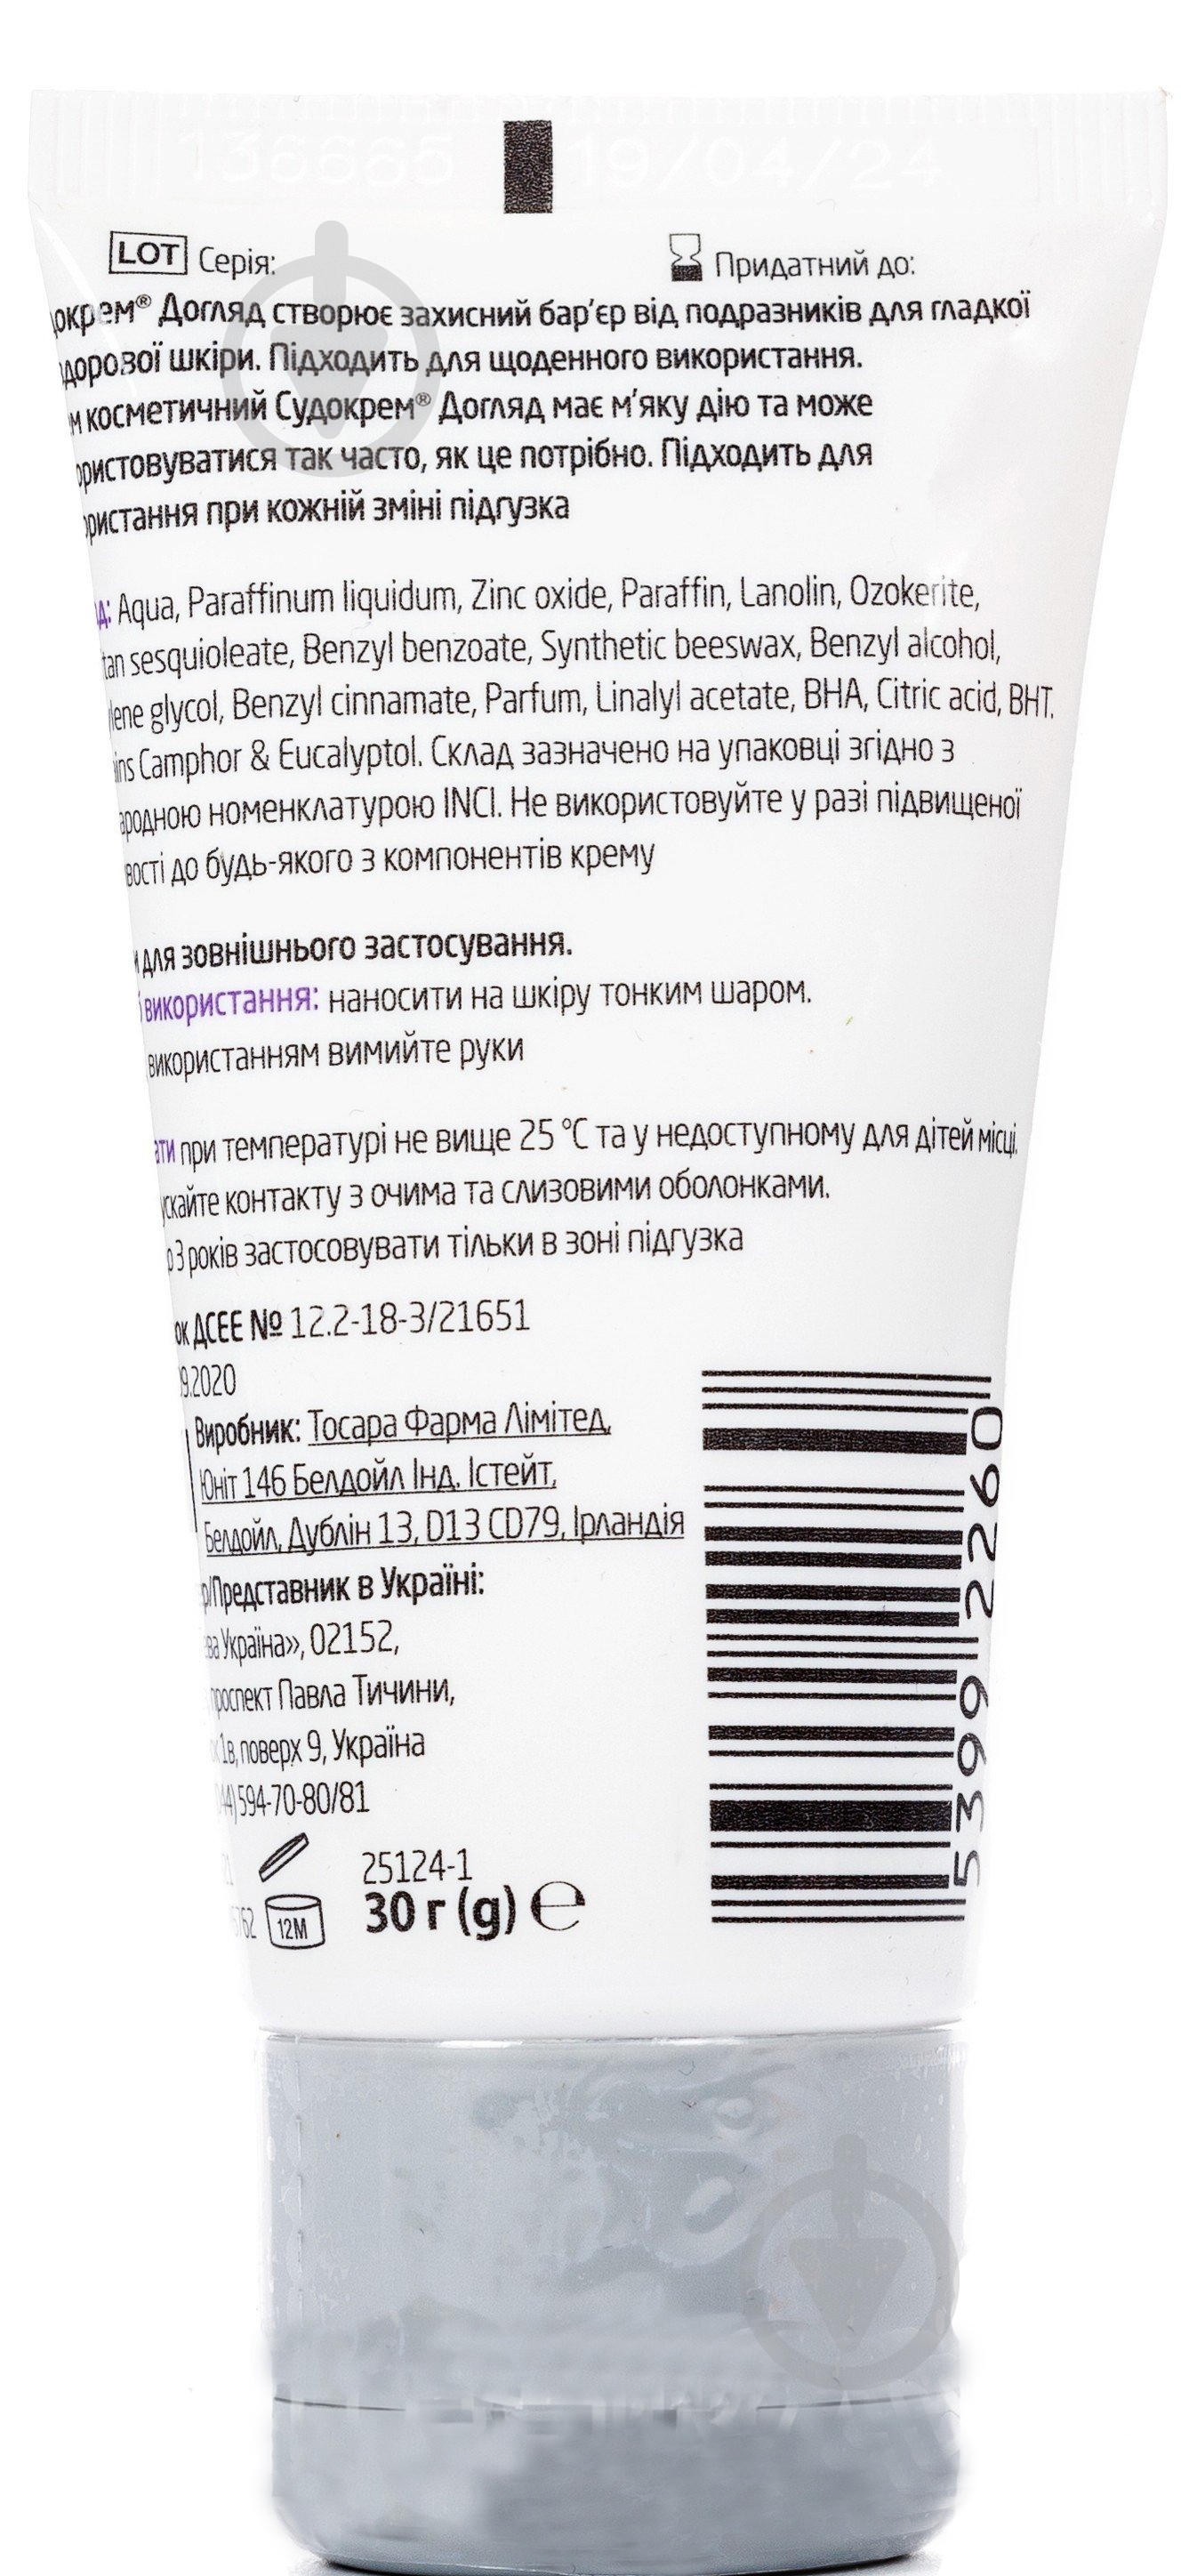 136665 19/04/24
LOT Серія: Придатний до:
докрем® Догляд створює захисний бар'єр від подразників для гладкої
здорової шкіри. Підходить для щоденного використання.
м косметичний Судокрем® Догляд має м'яку дію та може
ористовуватися так часто, як це потрібно. Підходить для
ористання при кожній зміні підгузка
д: Aqua, Paraffinum liquidum, Zinc oxide, Paraffin, Lanolin, Ozokerite,
tan sesquioleate, Benzyl benzoate, Synthetic beeswax, Benzyl alcohol,
lene glycol, Benzyl cinnamate, Parfum, Linalyl acetate, BHA, Citric acid, BHT.
ins Camphor & Eucalyptol. Склад зазначено на упаковці згідно з
ародною номенклатурою INCI. Не використовуйте у разі підвищеної
вості до будь-якого з компонентів крему
и для зовнішнього застосування.
використання: наносити на шкіру тонким шаром.
використанням вимийте руки
ати при температурі не вище 25 °C та у недоступному для дітей місці.
ускайте контакту з очима та слизовими оболонками.
о 3 років застосовувати тільки в зоні підгузка
ок ДСЕЕ № 12.2-18-3/21651
09.2020
Виробник: Тосара Фарма Лімітед,
Юніт 146 Белдойл Інд. Істейт,
Белдойл, Дублін 13, D13 CD79, Ірландія
ер/Представник в Україні:
ева Україна», 02152,
проспект Павла Тичини,
к 1в, поверх 9, Україна
44) 594-70-80/81
21
25124-1
5762 12M 30 г (g) ℮
5399 2260